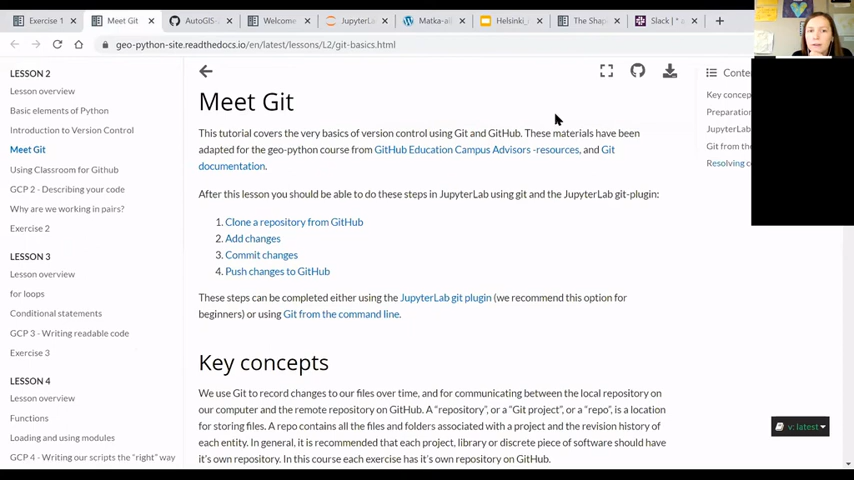 Exercise 1
Meet Git
AutoGIS-
Welcome
JupyterLa
Matka-ai
Helsinki_
The Shap
Slack | * a
geo-python-site.readthedocs.io/en/latest/lessons/L2/git-basics.html
LESSON 2
Lesson overview
Basic elements of Python
Introduction to Version Control
Meet Git
Using Classroom for Github
GCP 2 - Describing your code
Why are we working in pairs?
Exercise 2
LESSON 3
Lesson overview
for loops
Conditional statements
GCP 3 - Writing readable code
Exercise 3
LESSON 4
Lesson overview
Functions
Loading and using modules
GCP 4 - Writing our scripts the "right" way
Meet Git
This tutorial covers the very basics of version control using Git and GitHub. These materials have been
adapted for the geo-python course from GitHub Education Campus Advisors -resources, and Git
documentation.
After this lesson you should be able to do these steps in JupyterLab using git and the JupyterLab git-plugin:
1. Clone a repository from GitHub
2. Add changes
3. Commit changes
4. Push changes to GitHub
These steps can be completed either using the JupyterLab git plugin (we recommend this option for
beginners) or using Git from the command line.
Key concepts
We use Git to record changes to our files over time, and for communicating between the local repository on
our computer and the remote repository on GitHub. A "repository", or a "Git project", or a "repo", is a location
for storing files. A repo contains all the files and folders associated with a project and the revision history of
each entity. In general, it is recommended that each project, library or discrete piece of software should have
it's own repository. In this course each exercise has it's own repository on GitHub.
Conte
Key concep
Preparation
JupyterLab
Git from the
Resolving co
v: latest